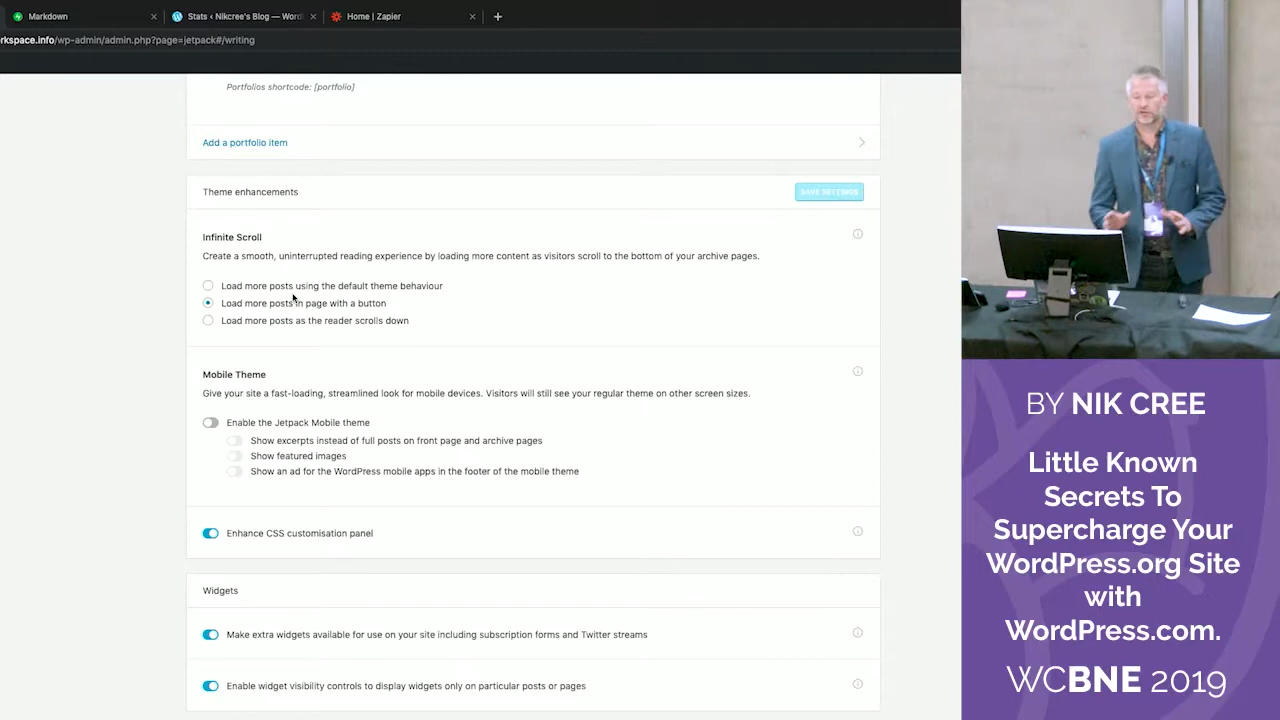 Markdown
Stats ‹ Nikcree's Blog — Word
Home | Zapier
rkspace.info/wp-admin/admin.php?page=jetpack#/writing
Portfolios shortcode: [portfolio]
Add a portfolio item
Theme enhancements
SAVE SETTINGS
Infinite Scroll
Create a smooth, uninterrupted reading experience by loading more content as visitors scroll to the bottom of your archive pages.
Load more posts using the default theme behaviour
Load more posts in page with a button
Load more posts as the reader scrolls down
Mobile Theme
Give your site a fast-loading, streamlined look for mobile devices. Visitors will still see your regular theme on other screen sizes.
Enable the Jetpack Mobile theme
Show excerpts instead of full posts on front page and archive pages
Show featured images
Show an ad for the WordPress mobile apps in the footer of the mobile theme
Enhance CSS customisation panel
Widgets
Make extra widgets available for use on your site including subscription forms and Twitter streams
Enable widget visibility controls to display widgets only on particular posts or pages
BY NIK CREE
Little Known
Secrets To
Supercharge Your
WordPress.org Site
with
WordPress.com.
WCBNE 2019